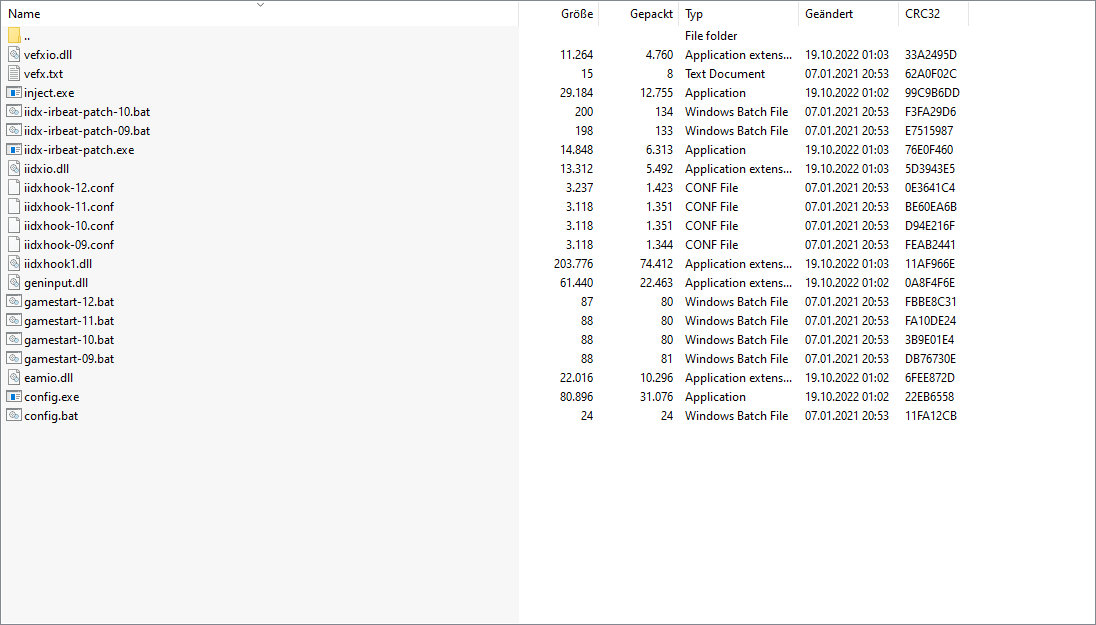 Name Größe Gepackt Typ Geändert CRC32
.. File folder
vefxio.dll 11.264 4.760 Application extens... 19.10.2022 01:03 33A2495D
vefx.txt 15 8 Text Document 07.01.2021 20:53 62A0F02C
inject.exe 29.184 12.755 Application 19.10.2022 01:02 99C9B6DD
iidx-irbeat-patch-10.bat 200 134 Windows Batch File 07.01.2021 20:53 F3FA29D6
iidx-irbeat-patch-09.bat 198 133 Windows Batch File 07.01.2021 20:53 E7515987
iidx-irbeat-patch.exe 14.848 6.313 Application 19.10.2022 01:03 76E0F460
iidxio.dll 13.312 5.492 Application extens... 19.10.2022 01:03 5D3943E5
iidxhook-12.conf 3.237 1.423 CONF File 07.01.2021 20:53 0E3641C4
iidxhook-11.conf 3.118 1.351 CONF File 07.01.2021 20:53 BE60EA6B
iidxhook-10.conf 3.118 1.351 CONF File 07.01.2021 20:53 D94E216F
iidxhook-09.conf 3.118 1.344 CONF File 07.01.2021 20:53 FEAB2441
iidxhook1.dll 203.776 74.412 Application extens... 19.10.2022 01:03 11AF966E
geninput.dll 61.440 22.463 Application extens... 19.10.2022 01:02 0A8F4F6E
gamestart-12.bat 87 80 Windows Batch File 07.01.2021 20:53 FBBE8C31
gamestart-11.bat 88 80 Windows Batch File 07.01.2021 20:53 FA10DE24
gamestart-10.bat 88 80 Windows Batch File 07.01.2021 20:53 3B9E01E4
gamestart-09.bat 88 81 Windows Batch File 07.01.2021 20:53 DB76730E
eamio.dll 22.016 10.296 Application extens... 19.10.2022 01:02 6FEE872D
config.exe 80.896 31.076 Application 19.10.2022 01:02 22EB6558
config.bat 24 24 Windows Batch File 07.01.2021 20:53 11FA12CB